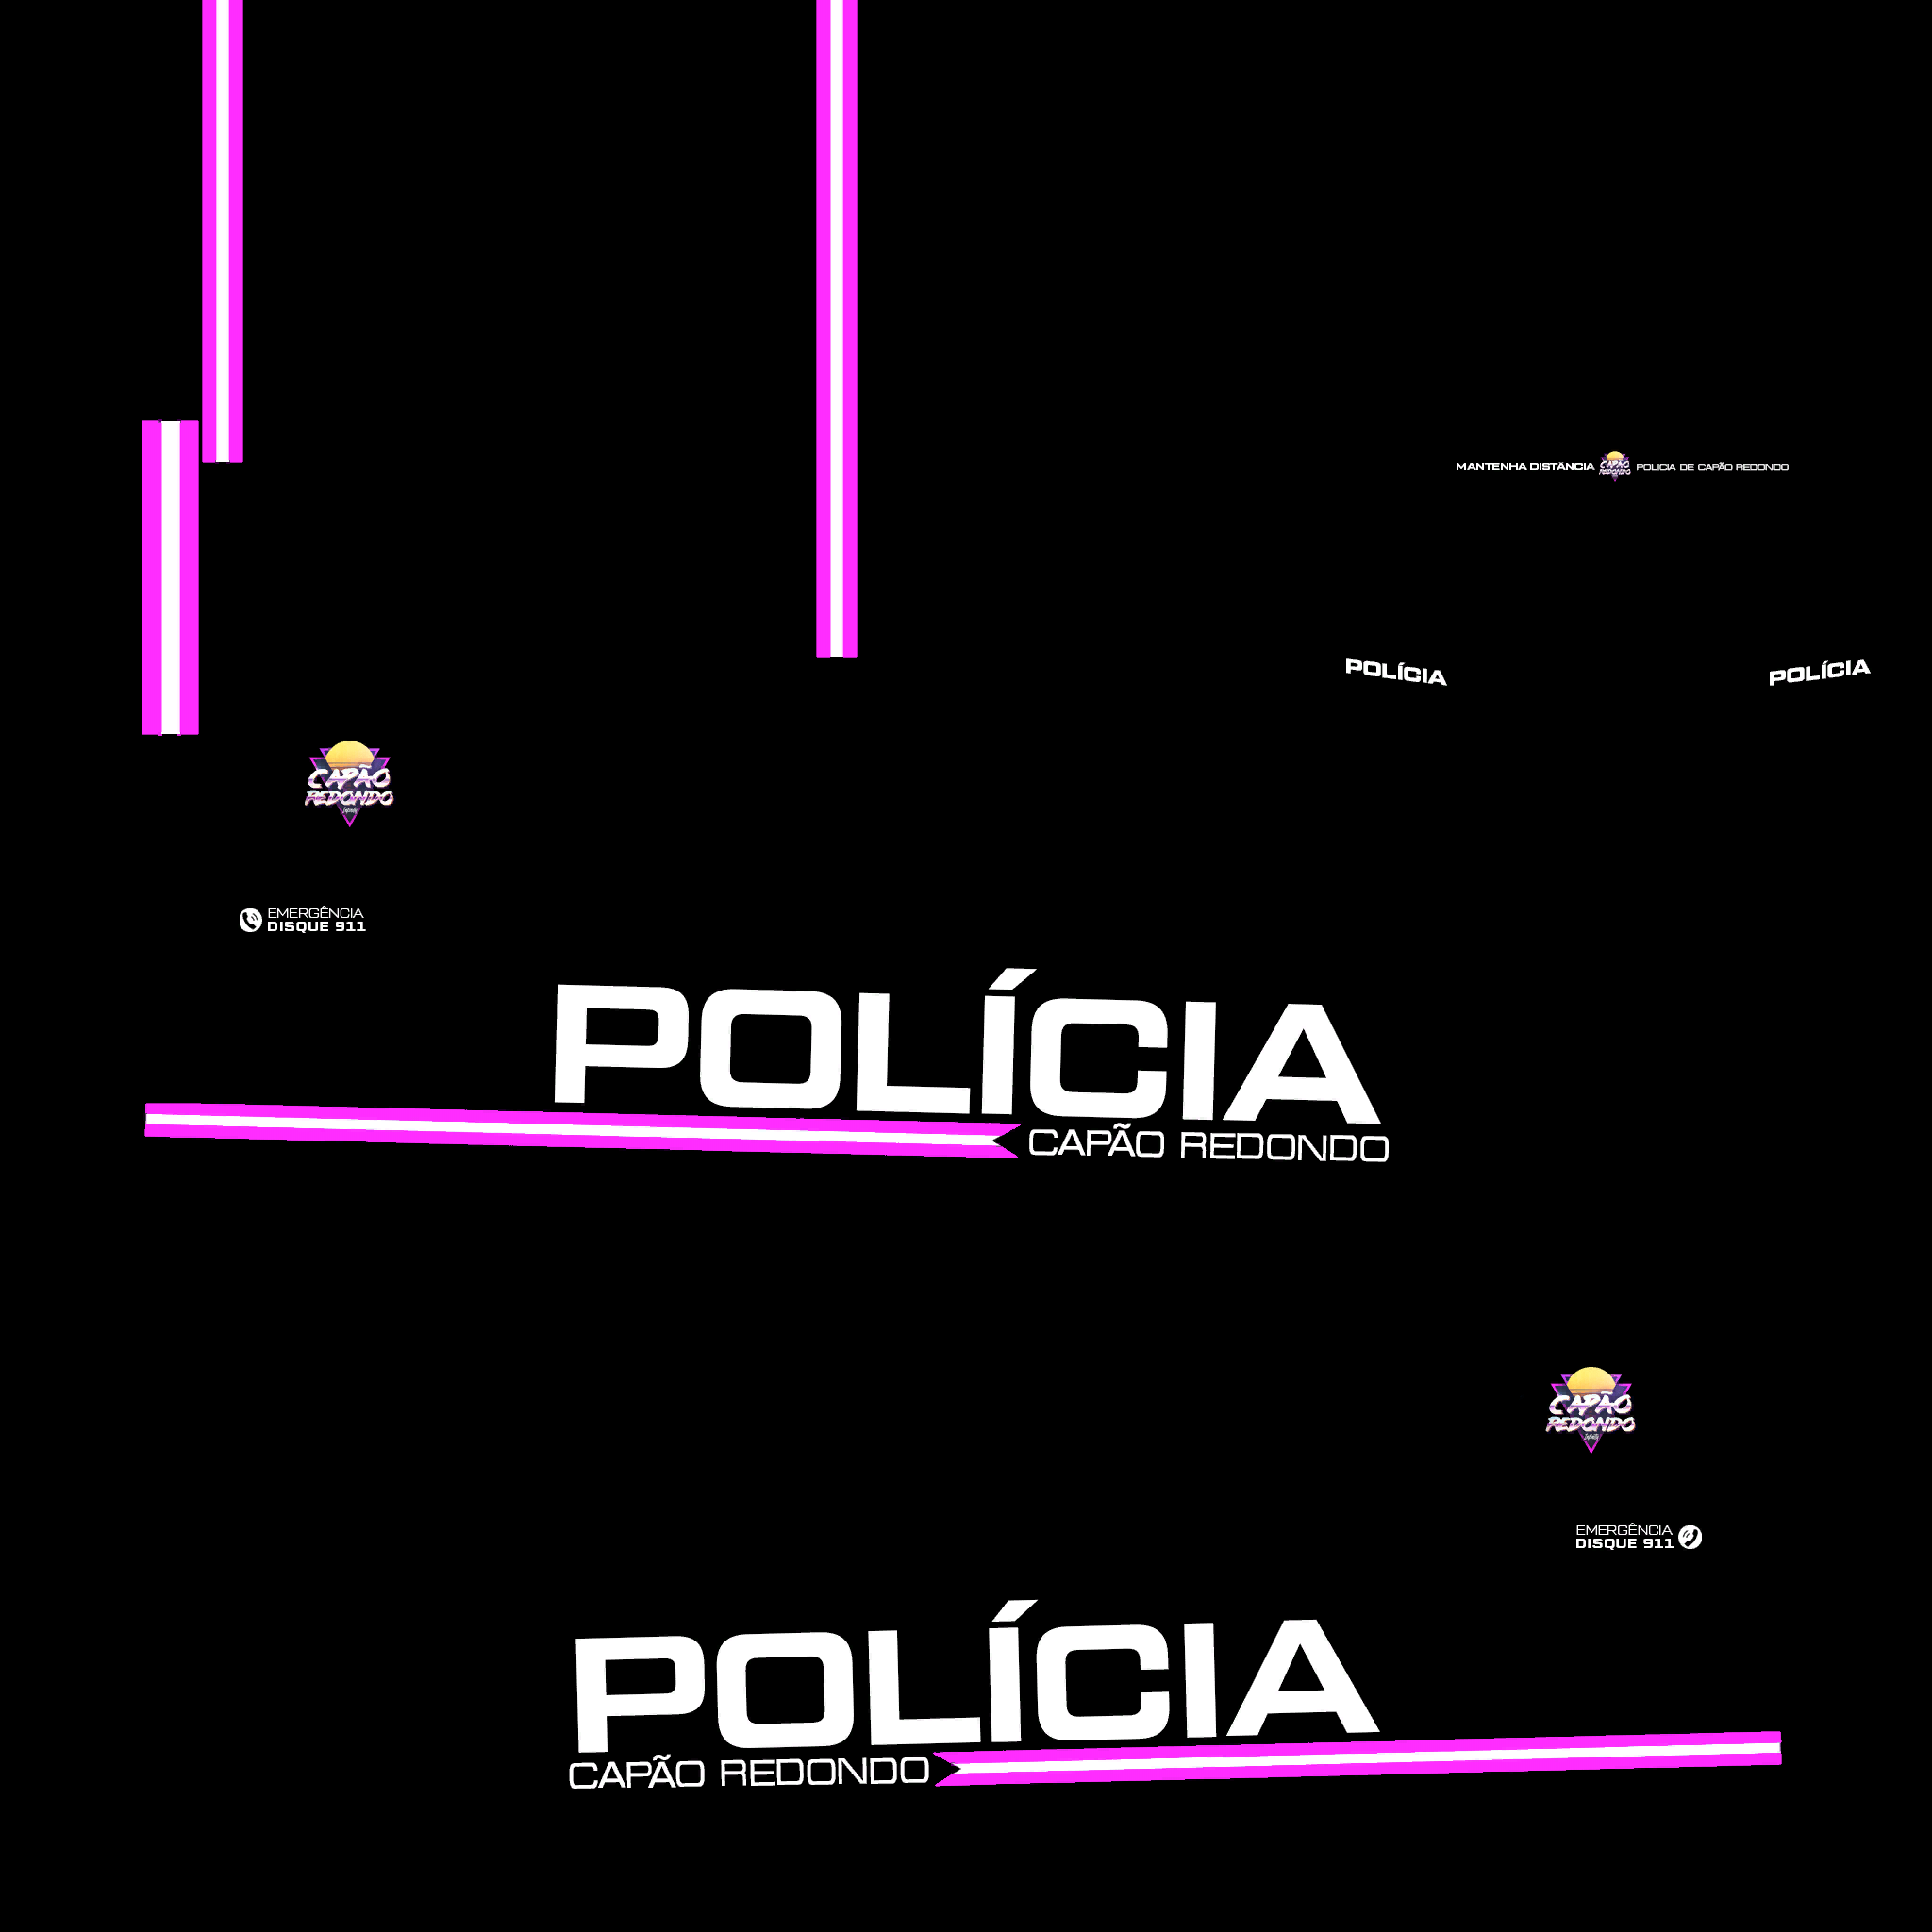 MANTENHA DISTÂNCIA CAPÃO REDONDO POLICIA DE CAPÃO REDONDO
POLÍCIA
POLÍCIA
CAPÃO
REDONDO
EMERGÊNCIA
DISQUE 911
POLÍCIA
CAPÃO REDONDO
CAPÃO
REDONDO
EMERGÊNCIA
DISQUE 911
POLÍCIA
CAPÃO REDONDO